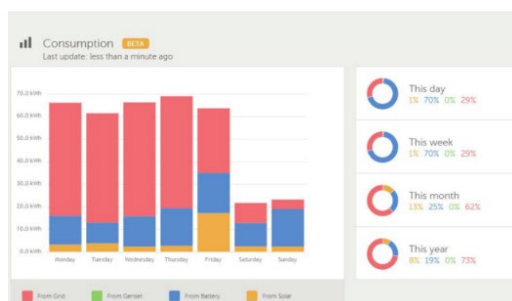 Consumption BETA
Last update: less than a minute ago
70.0 kWh
60.0 kWh
50.0 kWh
40.0 kWh
30.0 kWh
20.0 kWh
10.0 kWh
0.0 kWh
Monday Tuesday Wednesday Thursday Friday Saturday Sunday
From Grid From Genset From Battery From Solar
This day
1% 70% 0% 29%
This week
1% 70% 0% 29%
This month
13% 25% 0% 62%
This year
8% 19% 0% 73%